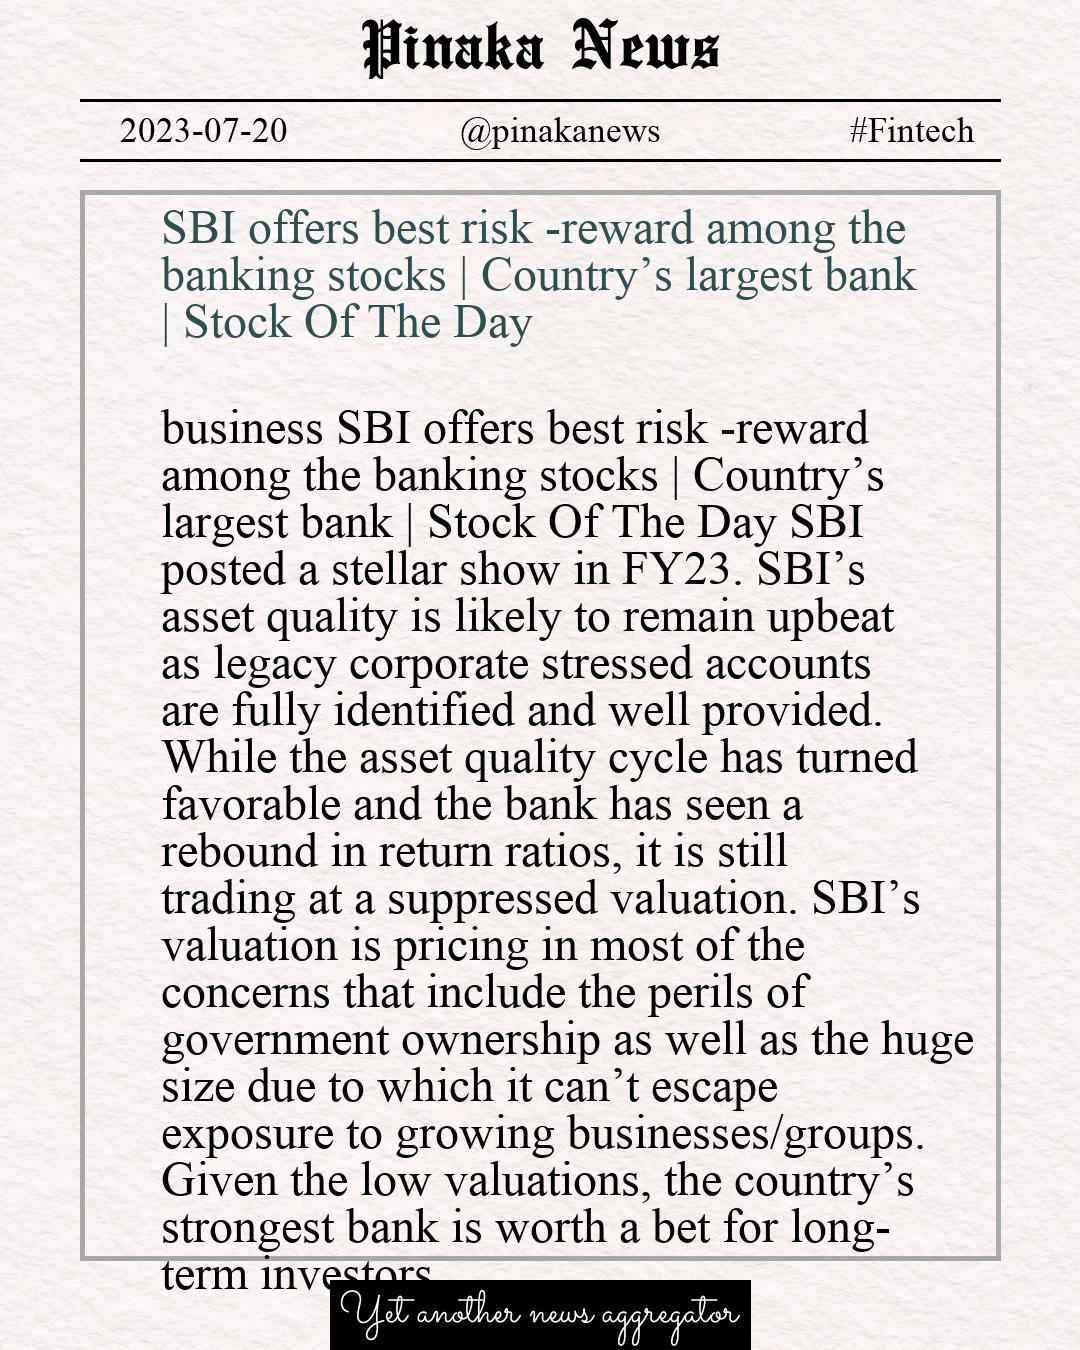 Pinaka News
2023-07-20 @pinakanews #Fintech
SBI offers best risk -reward among the
banking stocks | Country’s largest bank
| Stock Of The Day
business SBI offers best risk -reward
among the banking stocks | Country’s
largest bank | Stock Of The Day SBI
posted a stellar show in FY23. SBI’s
asset quality is likely to remain upbeat
as legacy corporate stressed accounts
are fully identified and well provided.
While the asset quality cycle has turned
favorable and the bank has seen a
rebound in return ratios, it is still
trading at a suppressed valuation. SBI’s
valuation is pricing in most of the
concerns that include the perils of
government ownership as well as the huge
size due to which it can’t escape
exposure to growing businesses/groups.
Given the low valuations, the country’s
strongest bank is worth a bet for long-
term investors
Yet another news aggregator